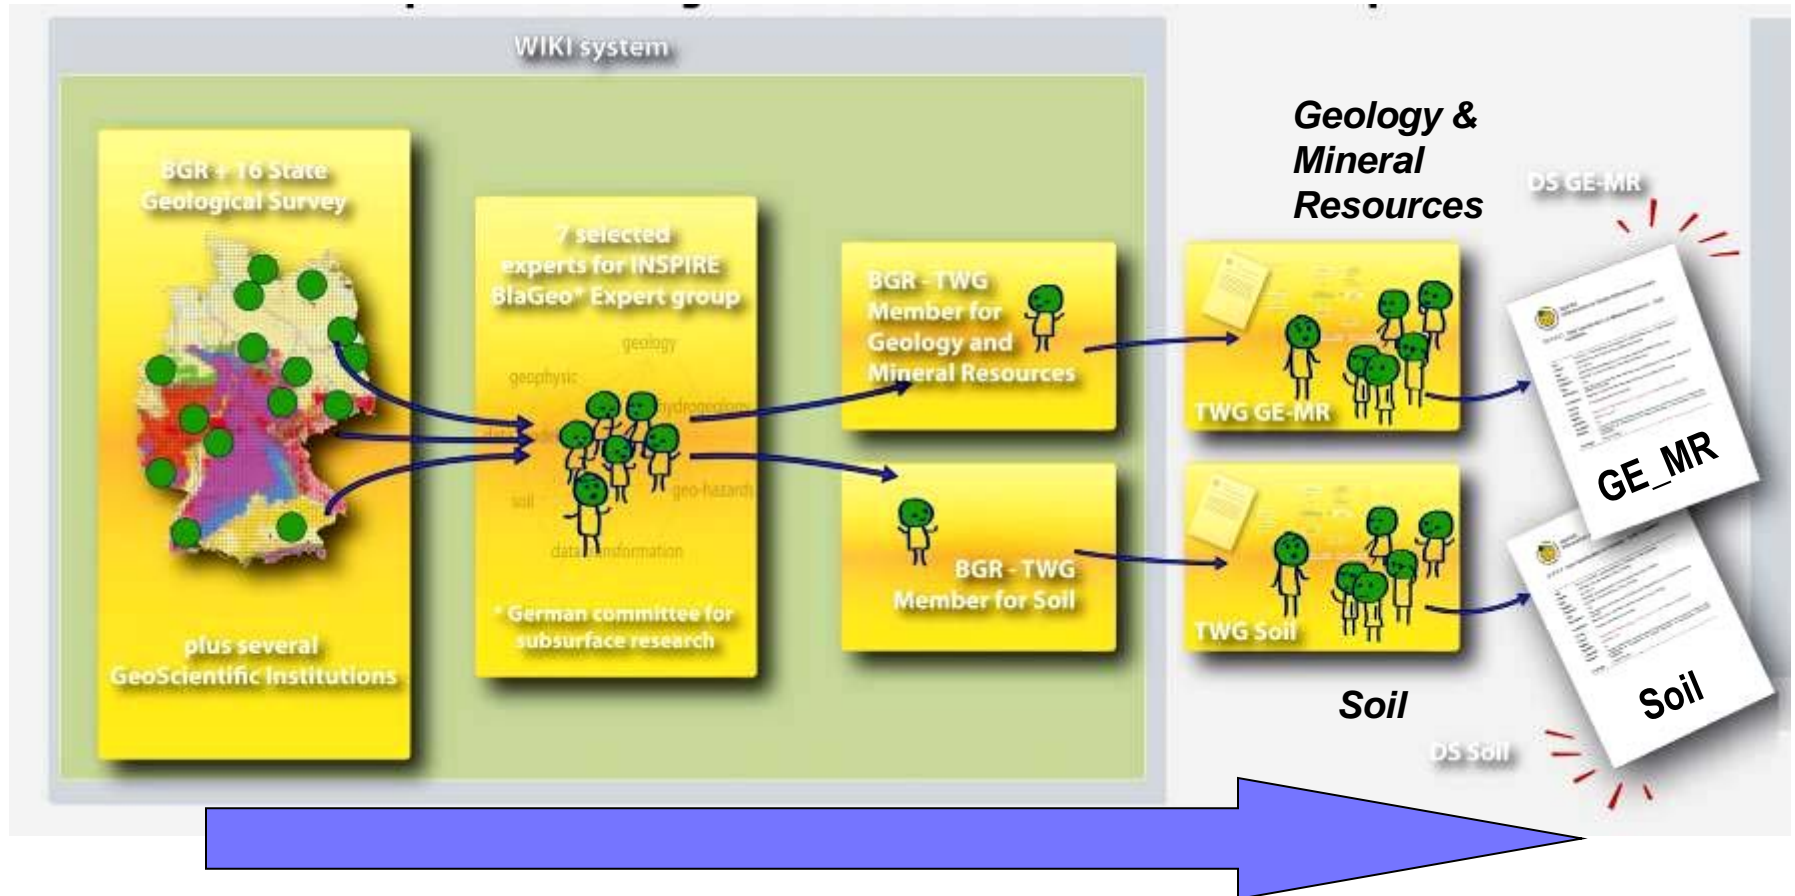 WIKI system
BGR + 16 State
Geological Survey
plus several
GeoScientific Institutions
7 selected
experts for INSPIRE
BlaGeo* Expert group
geology
geophysic
hydrogeology
soil
geo-hazards
data transformation
* German committee for
subsurface research
BGR - TWG
Member for
Geology and
Mineral Resources
BGR - TWG
Member for Soil
Geology &
Mineral
Resources
TWG GE-MR
TWG Soil
Soil
DS GE-MR
GE_MR
Soil
DS Soil